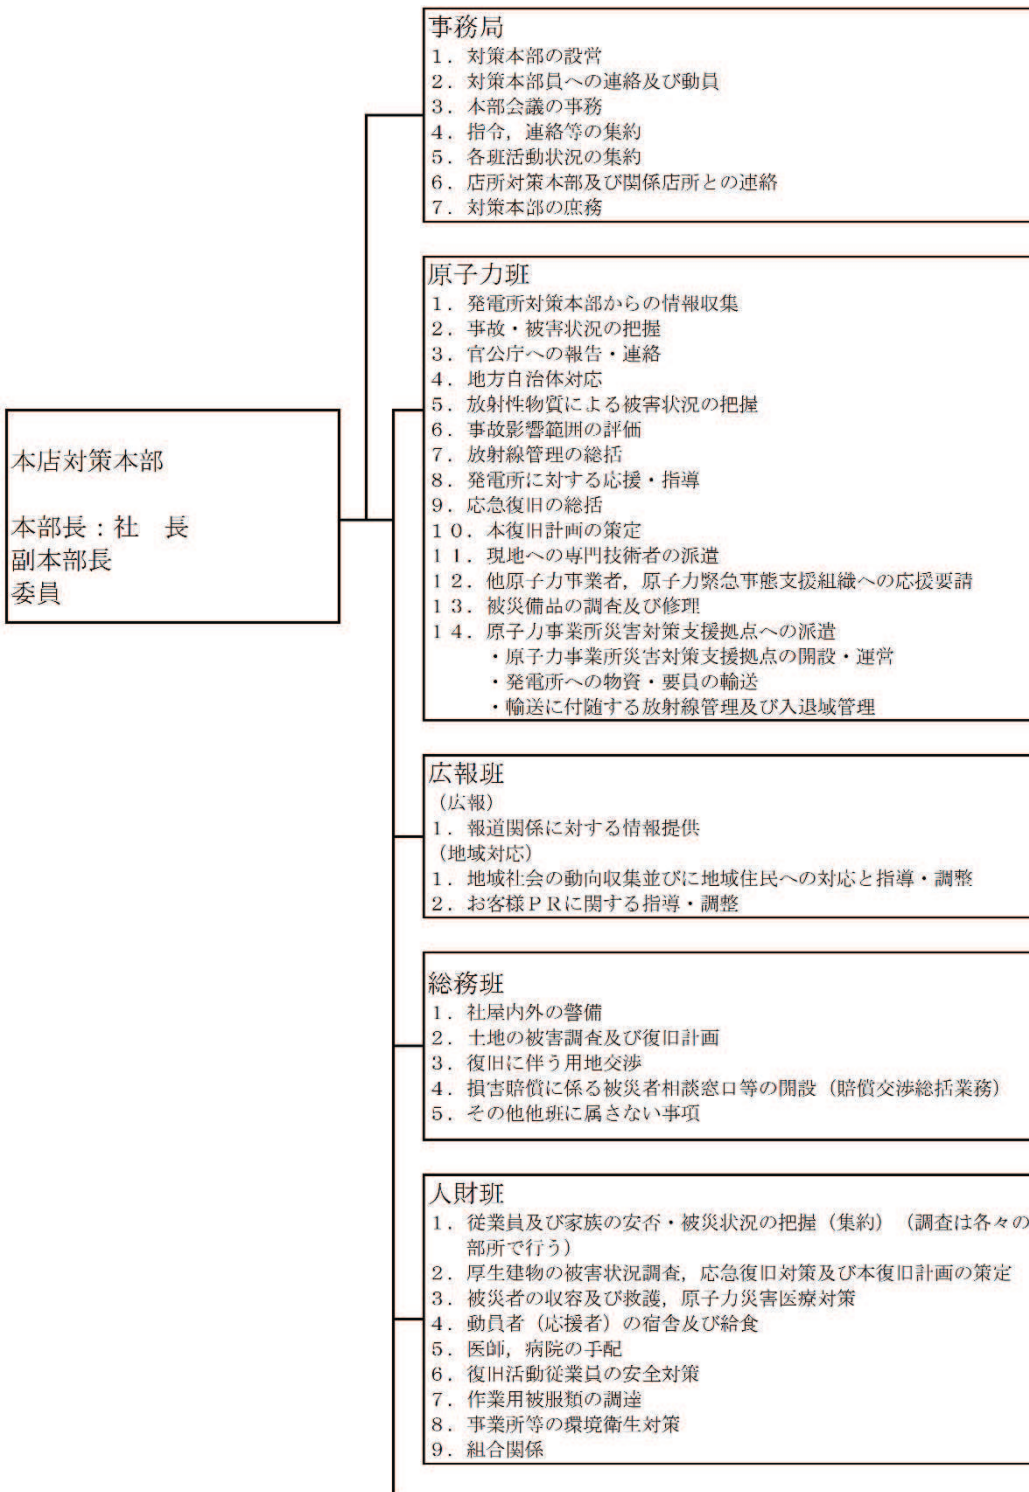 事務局
１．対策本部の設営
２．対策本部員への連絡及び動員
３．本部会議の事務
４．指令，連絡等の集約
５．各班活動状況の集約
６．店所対策本部及び関係店所との連絡
７．対策本部の庶務
原子力班
１．発電所対策本部からの情報収集
２．事故・被害状況の把握
３．官公庁への報告・連絡
４．地方自治体対応
５．放射性物質による被害状況の把握
６．事故影響範囲の評価
７．放射線管理の総括
８．発電所に対する応援・指導
９．応急復旧の総括
１０．本復旧計画の策定
１１．現地への専門技術者の派遣
１２．他原子力事業者，原子力緊急事態支援組織への応援要請
１３．被災備品の調査及び修理
１４．原子力事業所災害対策支援拠点への派遣
・原子力事業所災害対策支援拠点の開設・運営
・発電所への物資・要員の輸送
・輸送に付随する放射線管理及び入退域管理
本店対策本部
本部長：社　長
副本部長
委員
広報班
（広報）
１．報道関係に対する情報提供
（地域対応）
１．地域社会の動向収集並びに地域住民への対応と指導・調整
２．お客様ＰＲに関する指導・調整
総務班
１．社屋内外の警備
２．土地の被害調査及び復旧計画
３．復旧に伴う用地交渉
４．損害賠償に係る被災者相談窓口等の開設（賠償交渉総括業務）
５．その他他班に属さない事項
人財班
１．従業員及び家族の安否・被災状況の把握（集約）（調査は各々の
部所で行う）
２．厚生建物の被害状況調査，応急復旧対策及び本復旧計画の策定
３．被災者の収容及び救護，原子力災害医療対策
４．動員者（応援者）の宿舎及び給食
５．医師，病院の手配
６．復旧活動従業員の安全対策
７．作業用被服類の調達
８．事業所等の環境衛生対策
９．組合関係